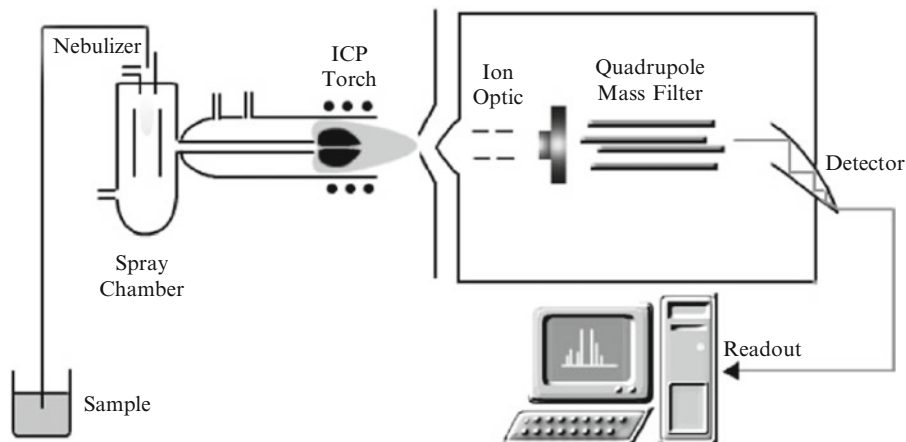 Nebulizer
ICP
Torch
Ion
Optic
Quadrupole
Mass Filter
Detector
Spray
Chamber
Readout
Sample